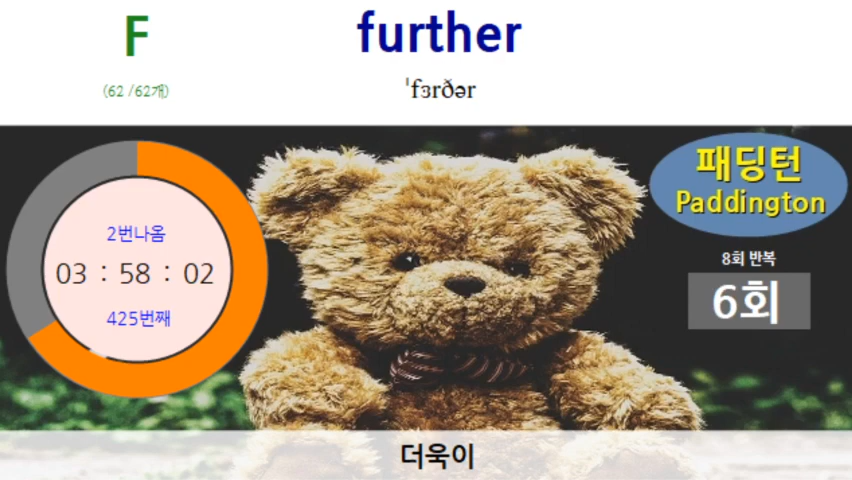 F
(62 /62개)
further
ˈfɜrðər
2번나옴
03 : 58 : 02
425번째
패딩턴
Paddington
8회 반복
6회
더욱이